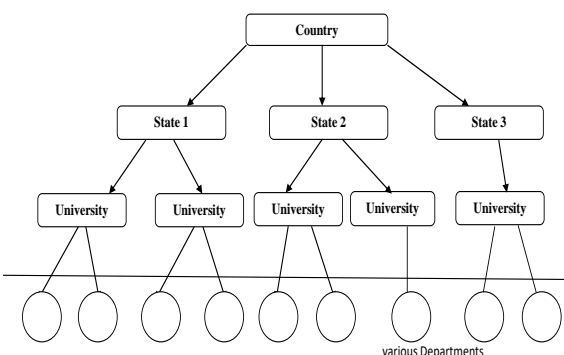 Country
State 1
State 2
State 3
University
University
University
University
University
various Departments